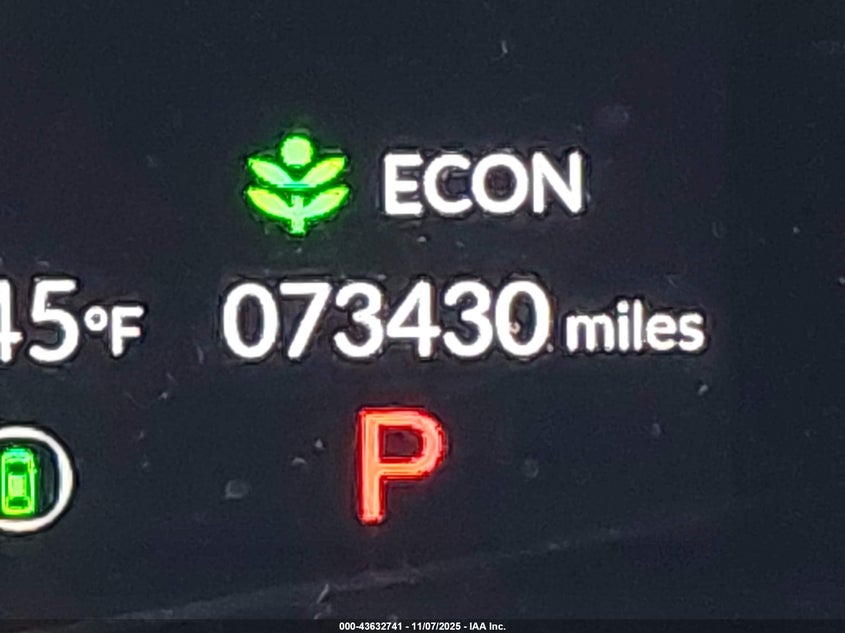 ECON
45°F 073430 miles
P
000-43632741 - 11/07/2025 - IAA Inc.